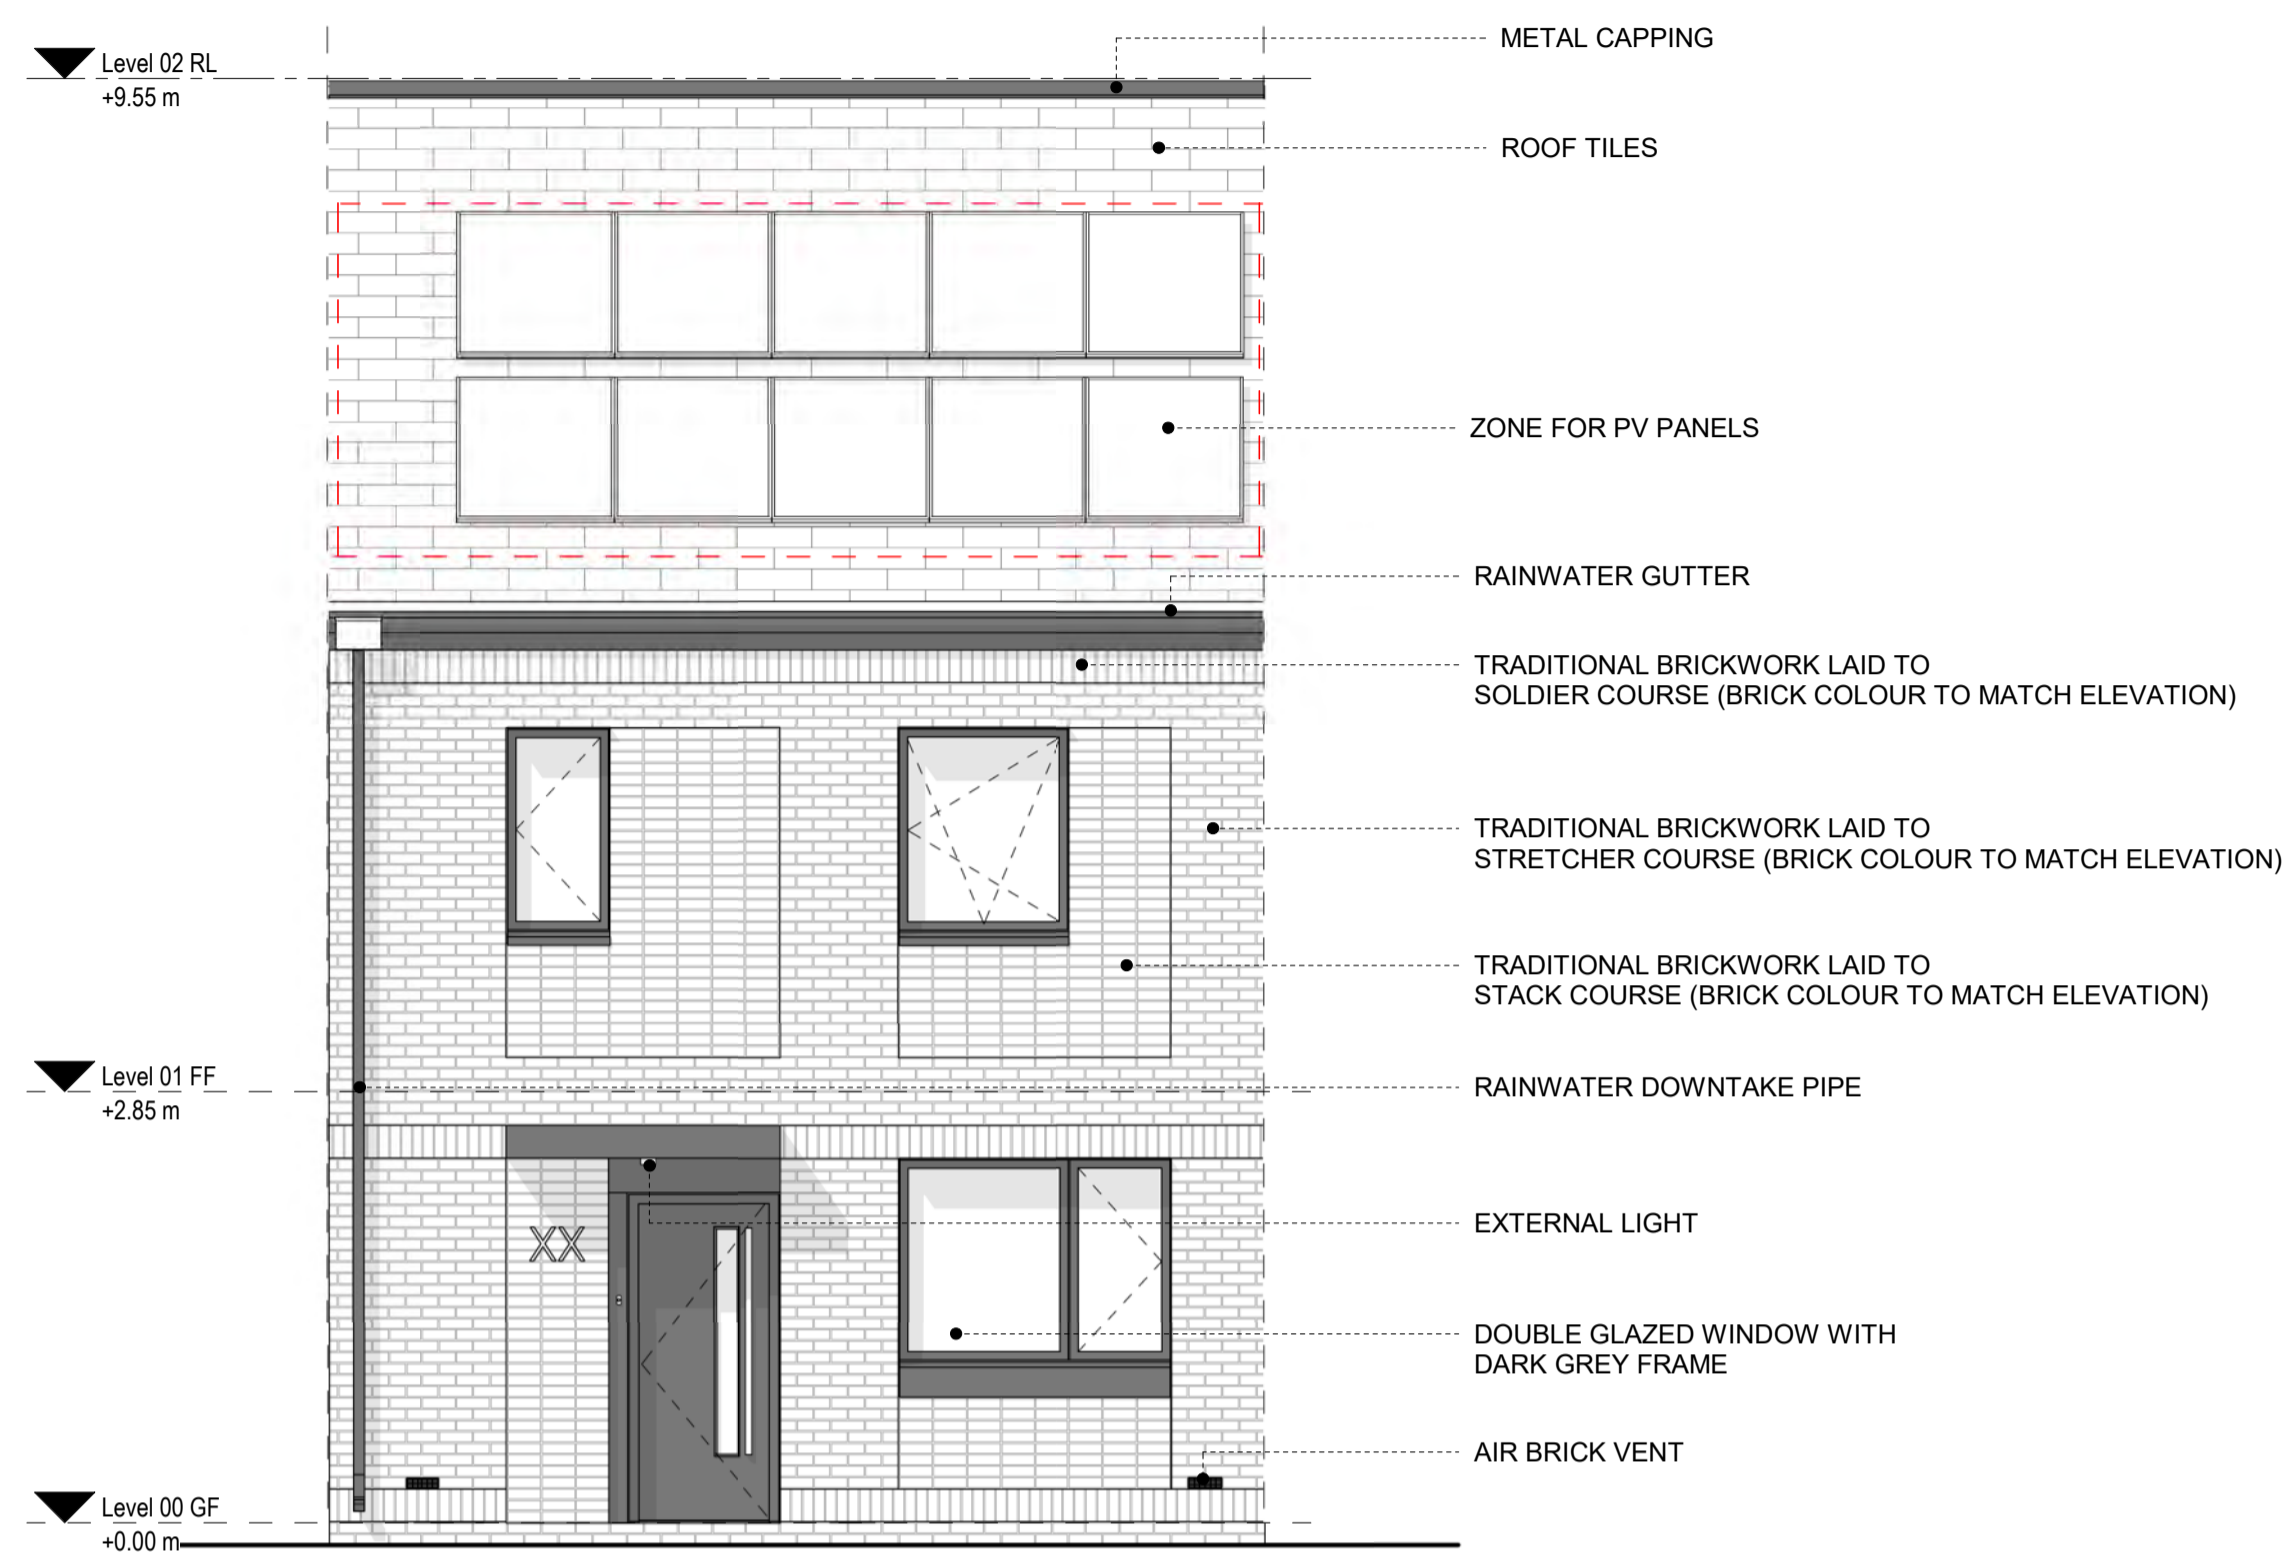 METAL CAPPING
Level 02 RL
+9.55 m
ROOF TILES
ZONE FOR PV PANELS
RAINWATER GUTTER
TRADITIONAL BRICKWORK LAID TO
SOLDIER COURSE (BRICK COLOUR TO MATCH ELEVATION)
TRADITIONAL BRICKWORK LAID TO
STRETCHER COURSE (BRICK COLOUR TO MATCH ELEVATION)
TRADITIONAL BRICKWORK LAID TO
STACK COURSE (BRICK COLOUR TO MATCH ELEVATION)
Level 01 FF
+2.85 m
RAINWATER DOWNTAKE PIPE
EXTERNAL LIGHT
XX
DOUBLE GLAZED WINDOW WITH
DARK GREY FRAME
AIR BRICK VENT
Level 00 GF
+0.00 m